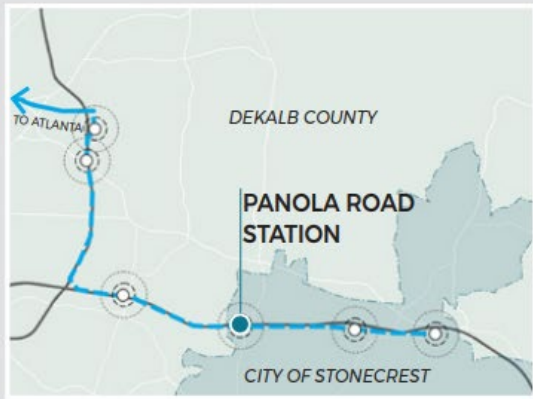 TO ATLANTA
DEKALB COUNTY
PANOLA ROAD
STATION
CITY OF STONECREST